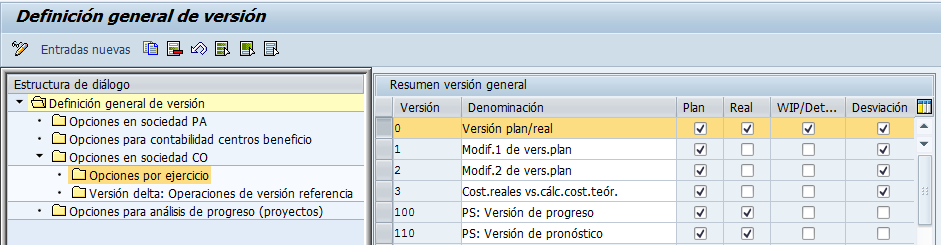 Definición general de versión
Entradas nuevas
Estructura de diálogo
Definición general de versión
Opciones en sociedad PA
Opciones para contabilidad centros beneficio
Opciones en sociedad CO
Opciones por ejercicio
Versión delta: Operaciones de versión referencia
Opciones para análisis de progreso (proyectos)
Resumen versión general
Versión Denominación Plan Real WIP/Det... Desviación
0 Versión plan/real
1 Modif.1 de vers.plan
2 Modif.2 de vers.plan
3 Cost.reales vs.cálc.cost.teór.
100 PS: Versión de progreso
110 PS: Versión de pronóstico